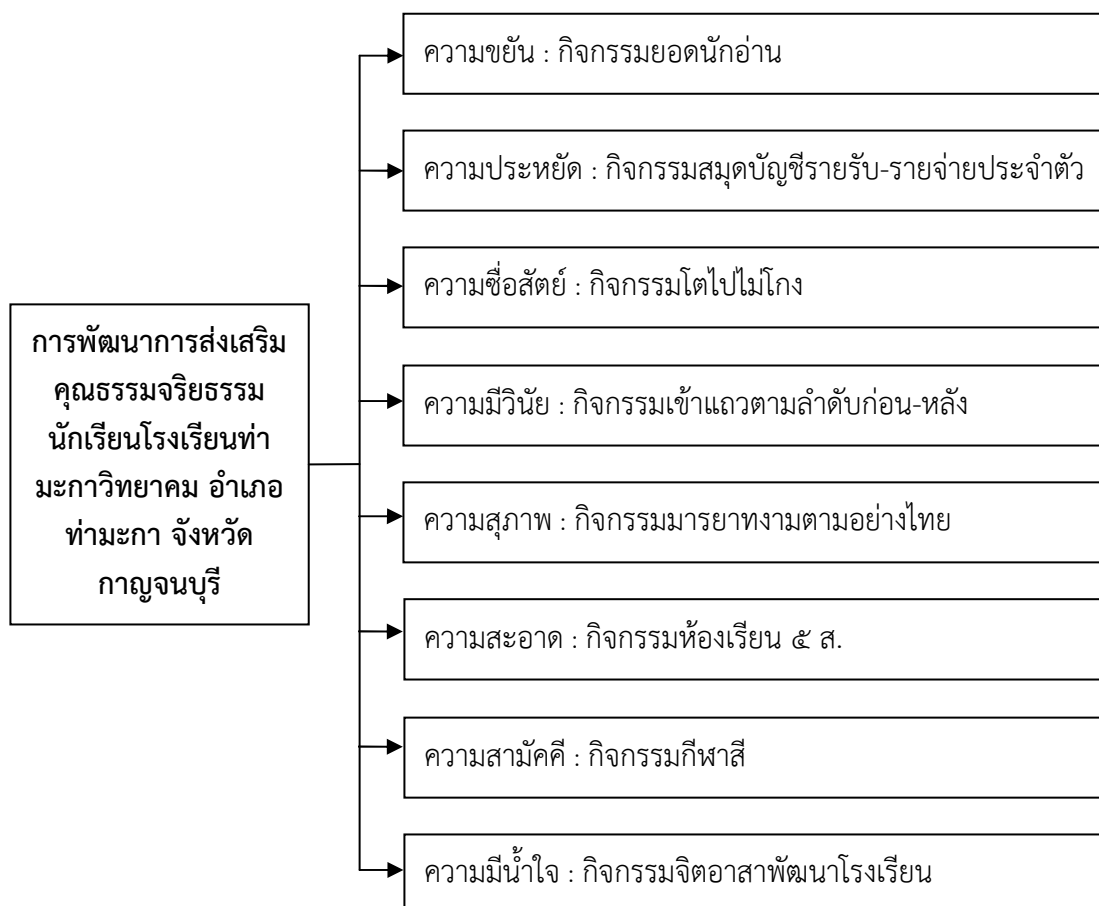 ความขยัน : กิจกรรมยอดนักอ่าน
ความประหยัด : กิจกรรมสมุดบัญชีรายรับ-รายจ่ายประจำตัว
ความซื่อสัตย์ : กิจกรรมโตไปไม่โกง
การพัฒนาการส่งเสริม
คุณธรรมจริยธรรม
นักเรียนโรงเรียนท่า
มะกาวิทยาคม อำเภอ
ท่ามะกา จังหวัด
กาญจนบุรี
ความมีวินัย : กิจกรรมเข้าแถวตามลำดับก่อน-หลัง
ความสุภาพ : กิจกรรมมารยาทงามตามอย่างไทย
ความสะอาด : กิจกรรมห้องเรียน ๕ ส.
ความสามัคคี : กิจกรรมกีฬาสี
ความมีน้ำใจ : กิจกรรมจิตอาสาพัฒนาโรงเรียน